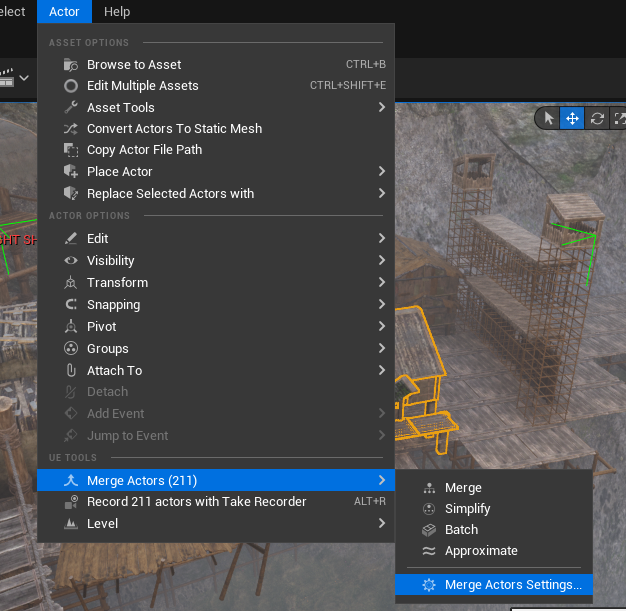 elect Actor Help
ASSET OPTIONS
Browse to Asset CTRL+B
Edit Multiple Assets CTRL+SHIFT+E
Asset Tools
Convert Actors To Static Mesh
Copy Actor File Path
Place Actor
Replace Selected Actors with
ACTOR OPTIONS
Edit
Visibility
Transform
Snapping
Pivot
Groups
Attach To
Detach
Add Event
Jump to Event
UE TOOLS
Merge Actors (211)
Record 211 actors with Take Recorder ALT+R
Level
Merge
Simplify
Batch
Approximate
Merge Actors Settings...